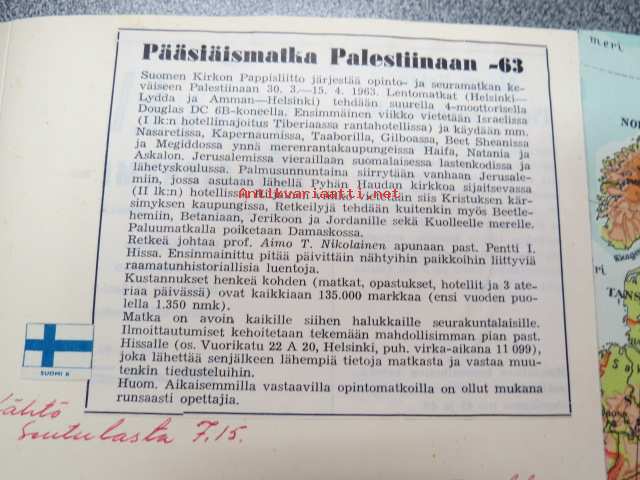 meri
Pääsiäismatka Palestiinaan -63
Suomen Kirkon Pappisliitto järjestää opinto- ja seuramatkan ke-
väiseen Palestiinaan 30. 3.—15. 4. 1963. Lentomatkat (Helsinki—
Lydda ja Amman—Helsinki) tehdään suurella 4-moottorisella
Douglas DC 6B-koneella. Ensimmäinen viikko vietetään Israelissa
(I lk:n hotellimajoitus Tiberiaassa rantahotellissa) ja käydään mm.
Nasaretissa, Kapernaumissa, Taaborilla, Gilboassa, Beet Sheanissa
ja Megiddossa ynnä merenrantakaupungeissa Haifa, Natania ja
Askalon. Jerusalemissa vieraillaan suomalaisessa lastenkodissa ja
lähetyskoulussa. Palmusunnuntaina siirrytään vanhaan Jerusale-
miin, jossa asutaan lähellä Pyhän Haudan kirkkoa sijaitsevassa
(II lk:n) hotellissa. vietetään siis Kristuksen kär-
antikvariaatti.net
simyksen kaupungissa. Retkeilyjä tehdään kuitenkin myös Beetle-
hemiin, Betaniaan, Jerikoon ja Jordanille sekä Kuolleelle merelle.
Paluumatkalla poiketaan Damaskossa.
Retkeä johtaa prof. Aimo T. Nikolainen apunaan past. Pentti I.
Hissa. Ensinmainittu pitää päivittäin nähtyihin paikkoihin liittyviä
raamatunhistoriallisia luentoja.
Kustannukset henkeä kohden (matkat, opastukset, hotellit ja 3 ate-
riaa päivässä) ovat kaikkiaan 135.000 markkaa (ensi vuoden puo-
lella 1.350 nmk).
Matka on avoin kaikille siihen halukkaille seurakuntalaisille.
Ilmoittautumiset kehoitetaan tekemään mahdollisimman pian past.
Hissalle (os. Vuorikatu 22 A 20, Helsinki, puh. virka-aikana 11 099),
joka lähettää senjälkeen lähempiä tietoja matkasta ja vastaa muu-
tenkin tiedusteluihin.
Huom. Aikaisemmilla vastaavilla opintomatkoilla on ollut mukana
runsaasti opettajia.
SUOMI
Lähtö
Seutulasta 7.15.